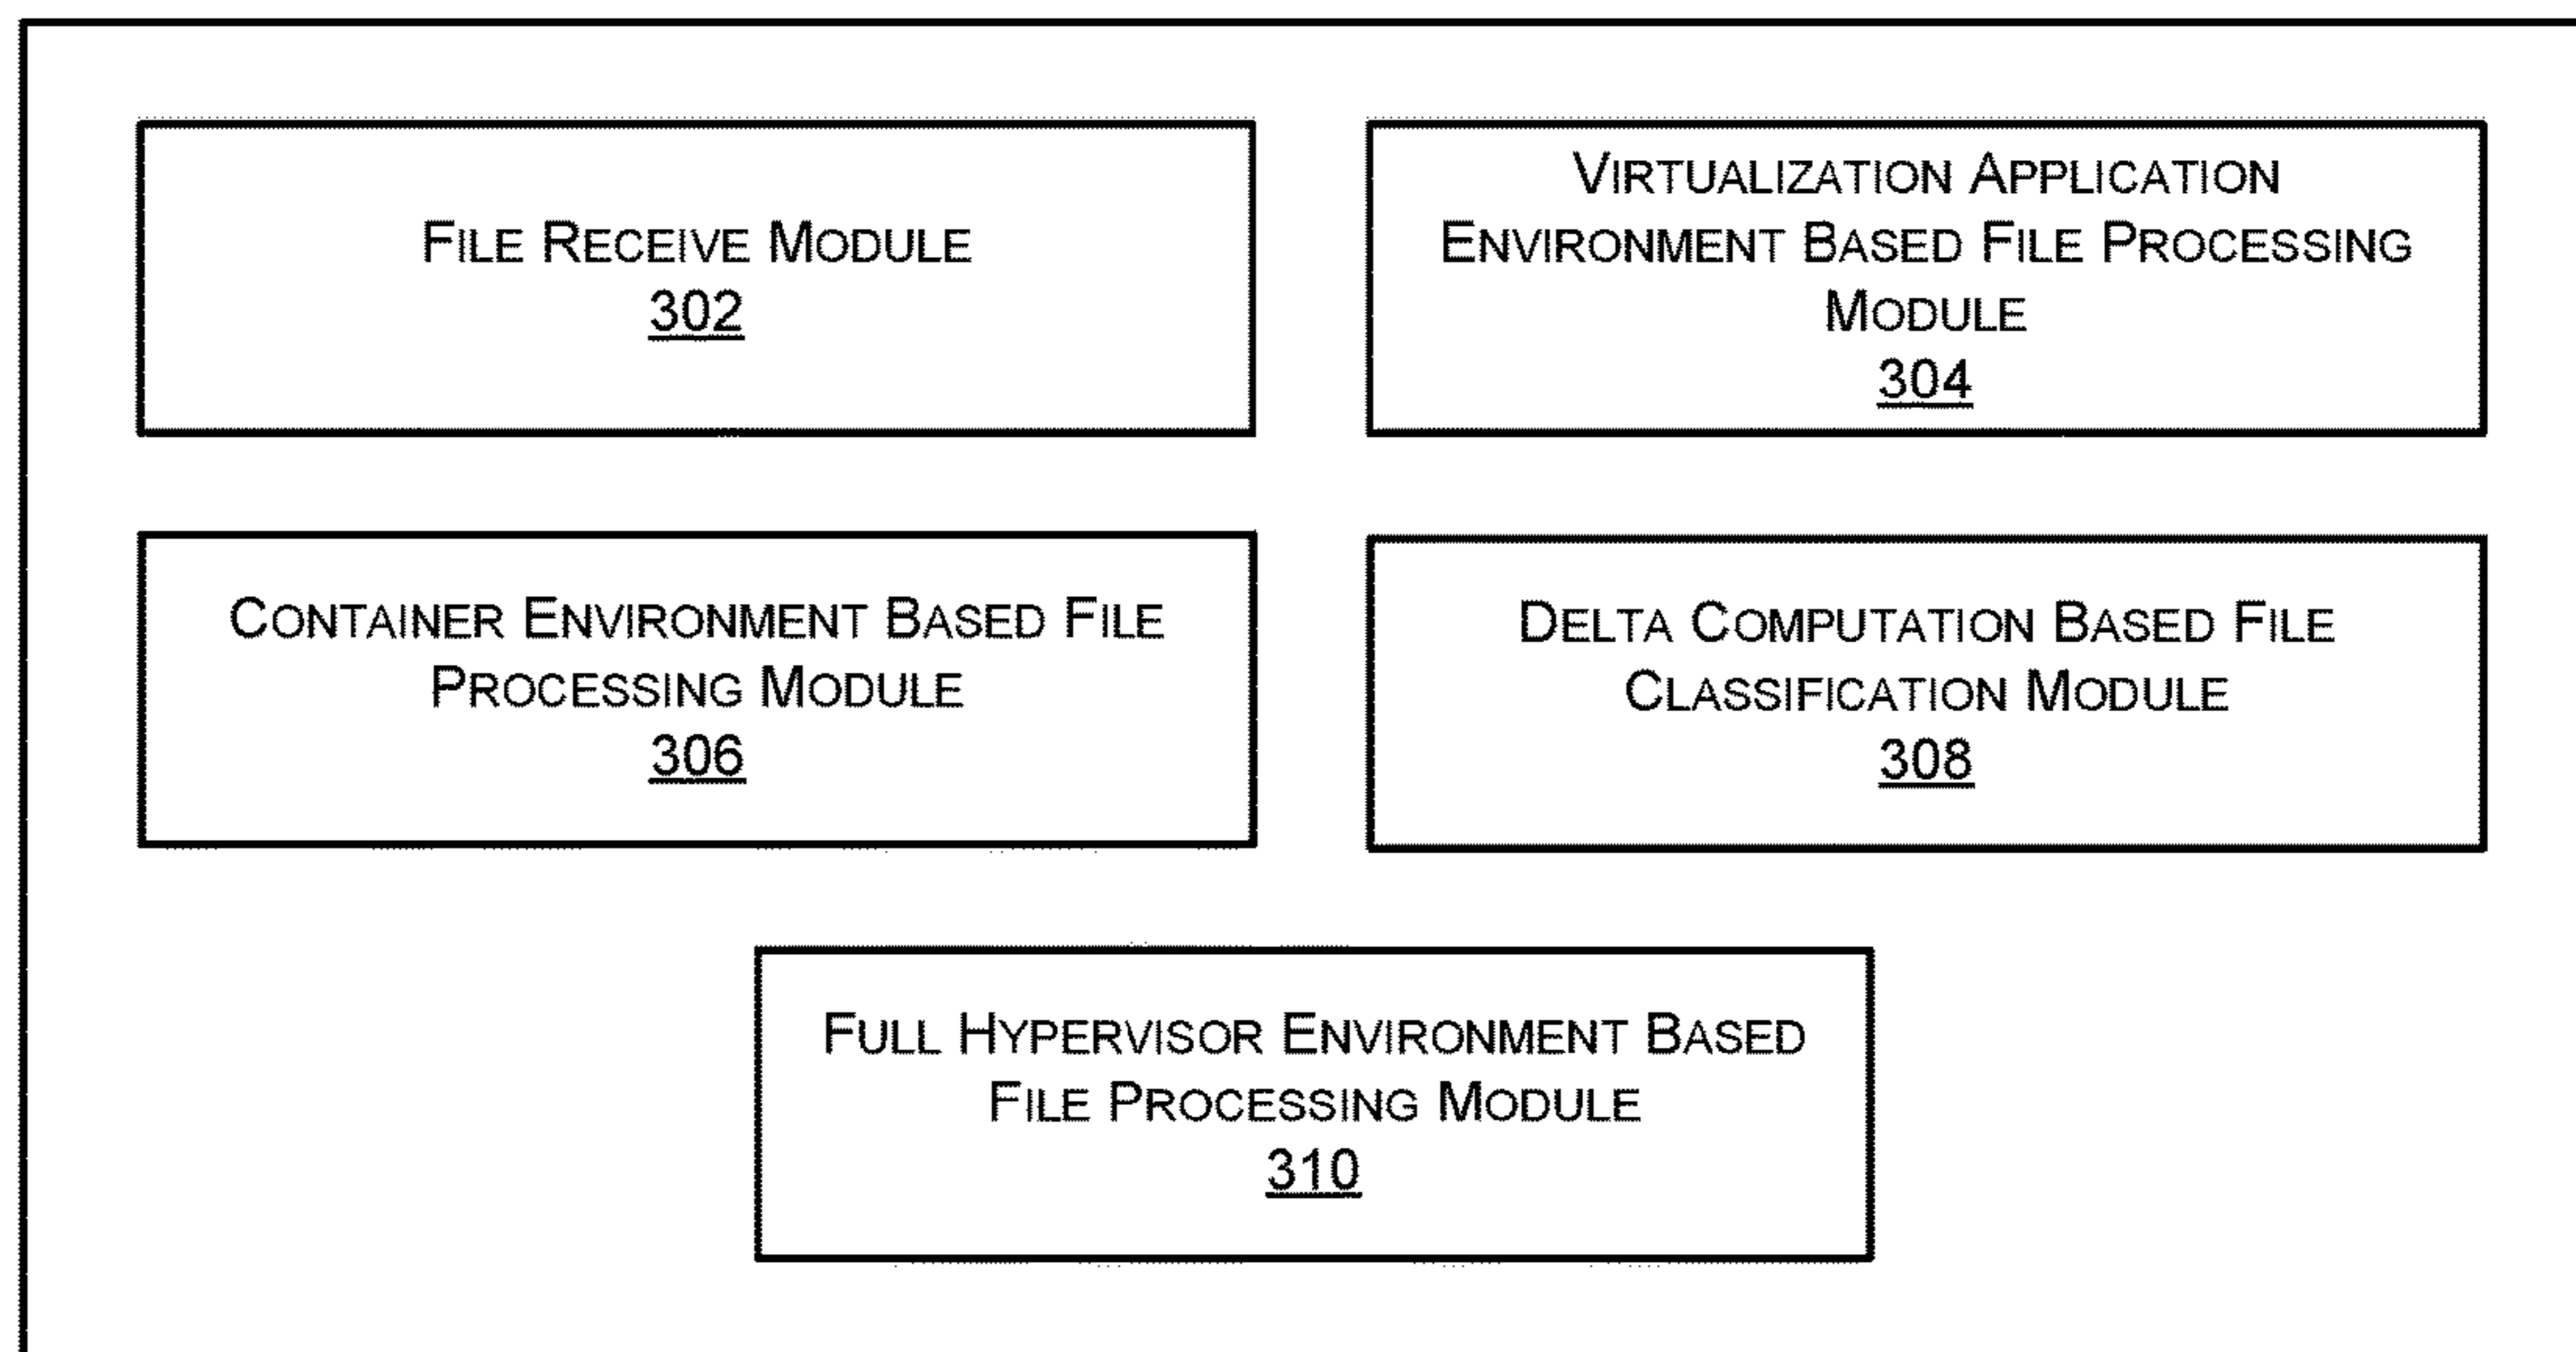 FILE RECEIVE MODULE
302
VIRTUALIZATION APPLICATION
ENVIRONMENT BASED FILE PROCESSING
MODULE
304
CONTAINER ENVIRONMENT BASED FILE
PROCESSING MODULE
306
DELTA COMPUTATION BASED FILE
CLASSIFICATION MODULE
308
FULL HYPERVISOR ENVIRONMENT BASED
FILE PROCESSING MODULE
310